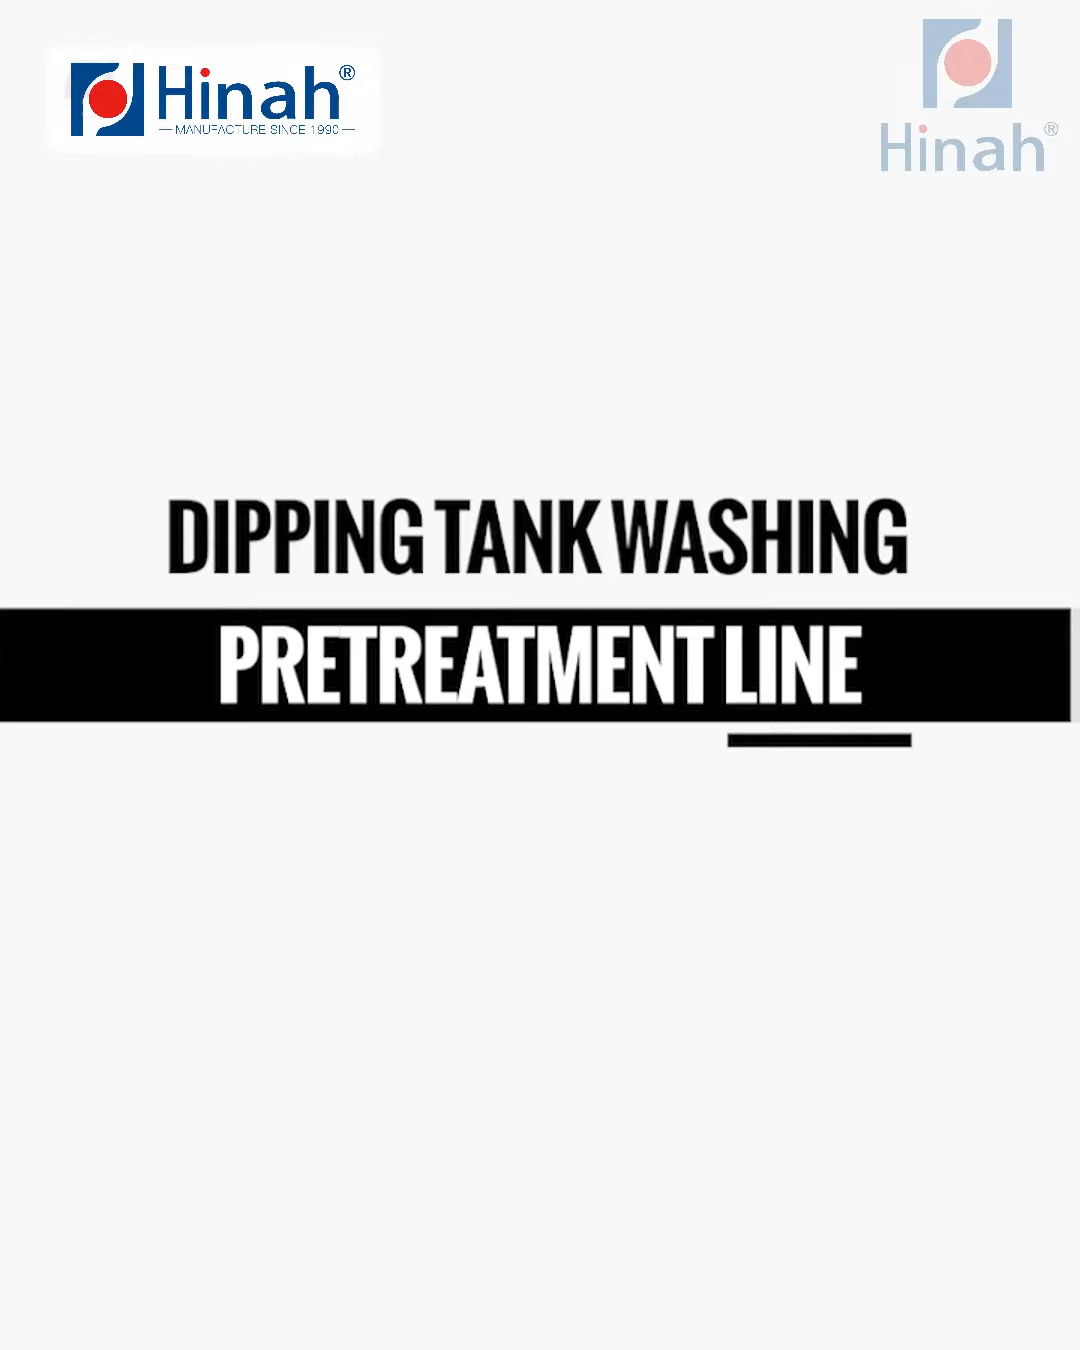 Hinah®
MANUFACTURE SINCE 1990
Hinah®
DIPPING TANK WASHING
PRETREATMENT LINE